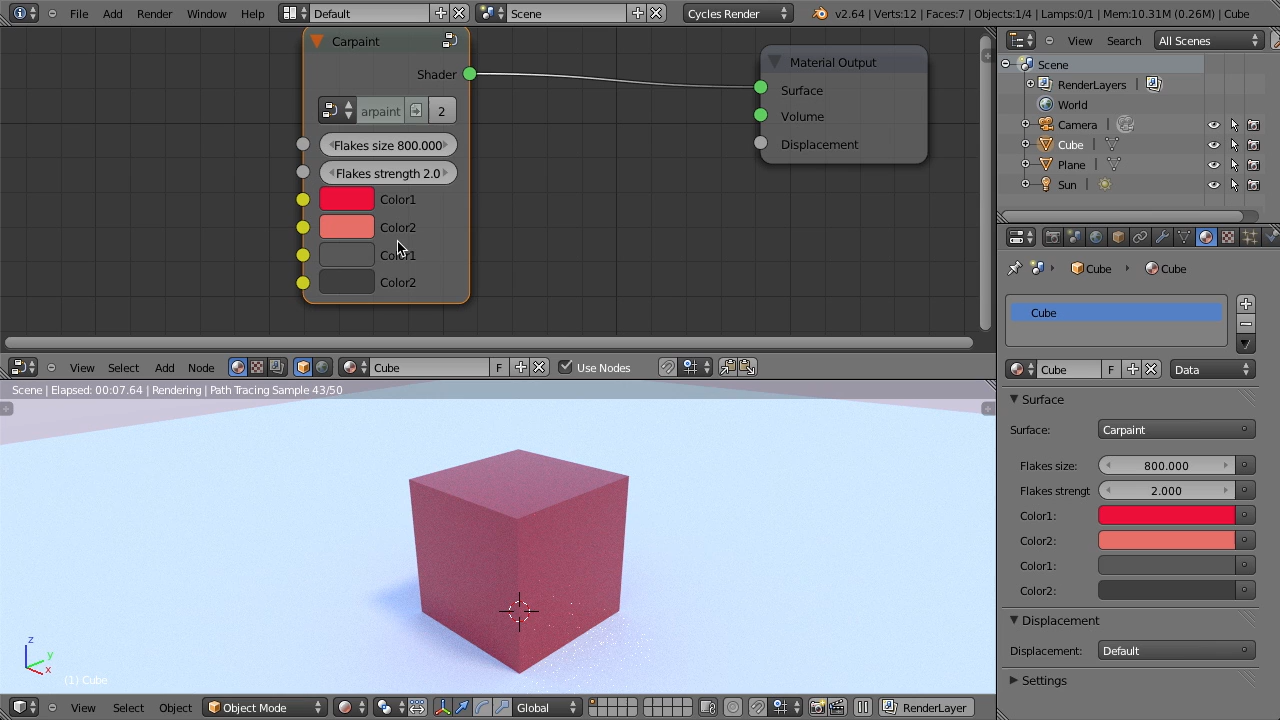 File Add Render Window Help Default Scene Cycles Render v2.64 | Verts:12 | Faces:7 | Objects:1/4 | Lamps:0/1 | Mem:10.31M (0.26M) | Cube
Carpaint
Shader
arpaint 2
Flakes size 800.000
Flakes strength 2.0
Color1
Color2
Color1
Color2
Material Output
Surface
Volume
Displacement
View Search All Scenes
Scene
RenderLayers |
World
Camera |
Cube |
Plane |
Sun |
Cube Cube
Cube
Cube F Data
Surface
Surface: Carpaint
Flakes size: 800.000
Flakes strengt 2.000
Color1:
Color2:
Color1:
Color2:
Displacement
Displacement: Default
Settings
View Select Add Node Cube F Use Nodes
Scene | Elapsed: 00:07.64 | Rendering | Path Tracing Sample 43/50
z
y
x
(1) Cube
View Select Object Object Mode Global RenderLayer